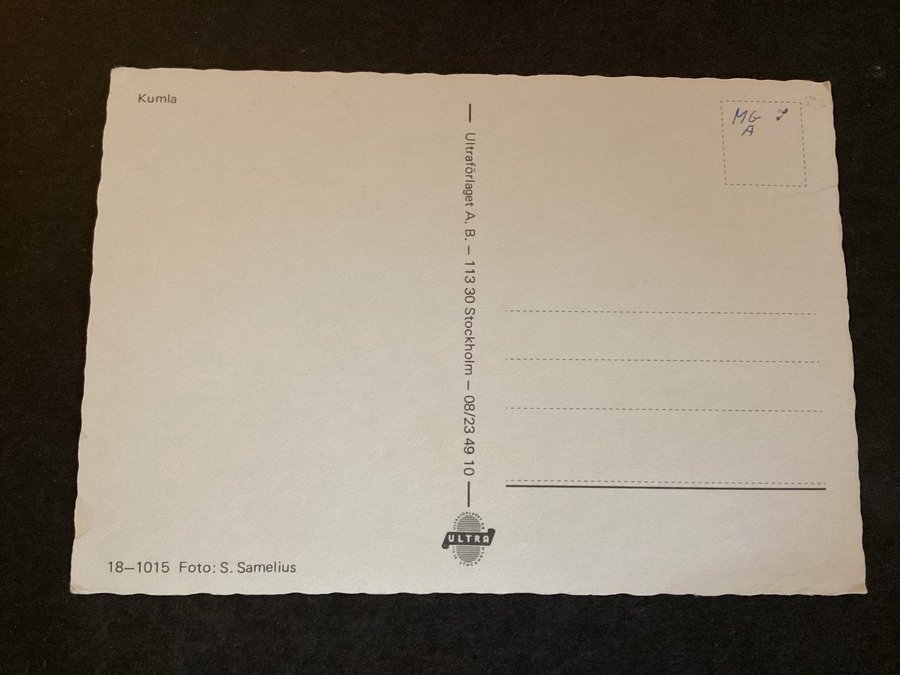 Kumla
MG
A
Ultraförlaget A. B. – 113 30 Stockholm – 08/23 49 10
ULTRA
18–1015 Foto: S. Samelius